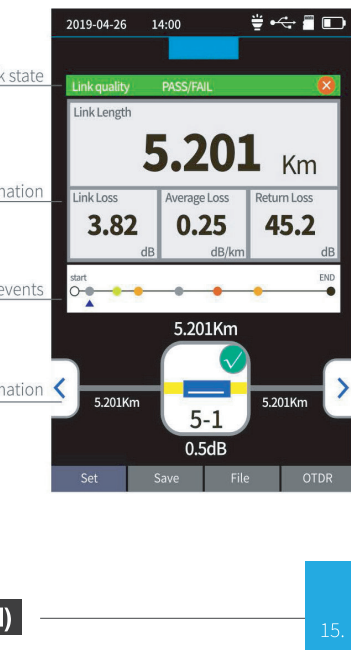 2019-04-26 14:00
k state
Link quality PASS/FAIL
Link Length
5.201 Km
mation
Link Loss Average Loss Return Loss
3.82 0.25 45.2
dB dB/km dB
events
start END
5.201Km
mation
5.201Km 5.201Km
5-1
0.5dB
Set Save File OTDR
l)
15.